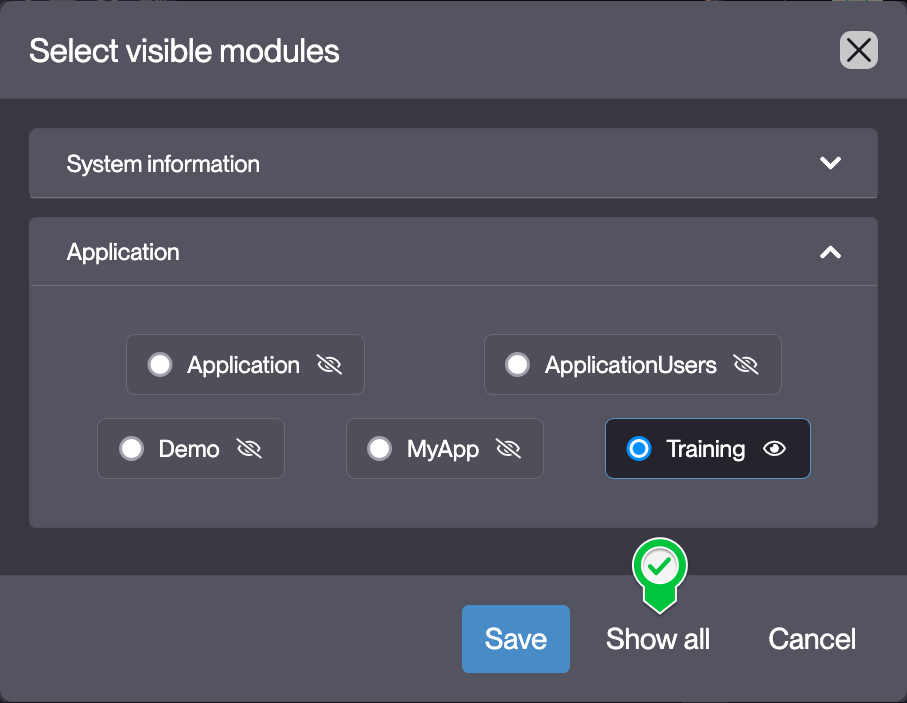 Select visible modules
System information
Application
Application
ApplicationUsers
Demo
MyApp
Training
Save
Show all
Cancel